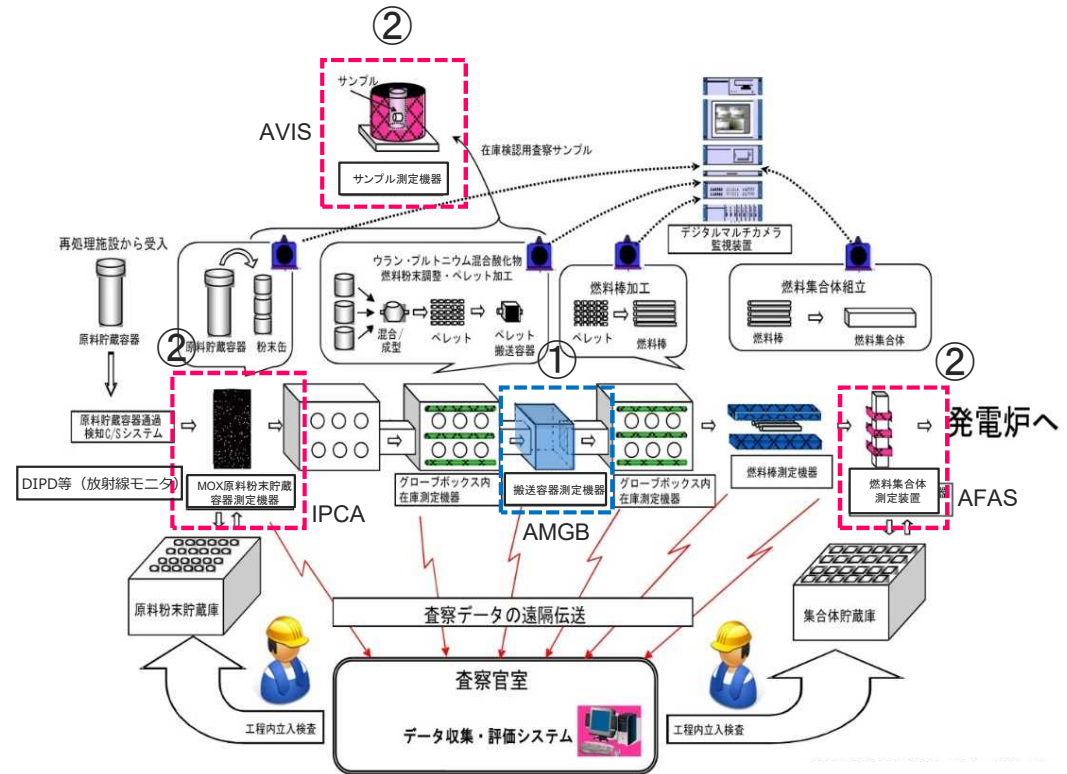 ②
サンプル
AVIS
サンプル測定機器
在庫検認用査察サンプル
デジタルマルチカメラ
監視装置
再処理施設から受入
原料貯蔵容器
原料貯蔵容器
粉末缶
ウラン・プルトニウム混合酸化物
燃料粉末調整・ペレット加工
混合/
成型
ペレット
ペレット
搬送容器
燃料棒加工
ペレット
燃料棒
燃料集合体組立
燃料棒
燃料集合体
②
①
②
原料貯蔵容器通過
検知C/Sシステム
DIPD等（放射線モニタ）
MOX原料粉末貯蔵
容器測定機器
IPCA
グローブボックス内
在庫測定機器
搬送容器測定機器
AMGB
グローブボックス内
在庫測定機器
燃料棒測定機器
燃料集合体
測定装置
器
AFAS
発電炉へ
原料粉末貯蔵庫
集合体貯蔵庫
査察データの遠隔伝送
査察官室
データ収集・評価システム
工程内立入検査
工程内立入検査